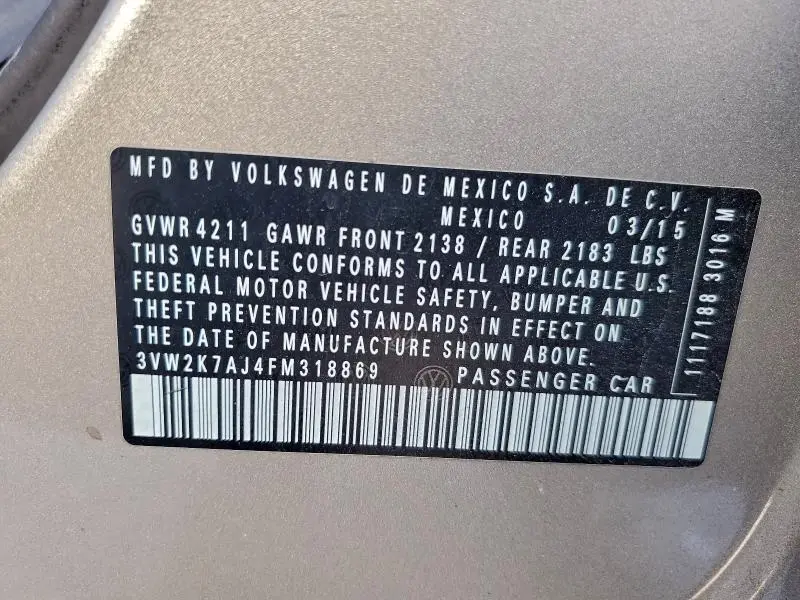 MFD BY VOLKSWAGEN DE MEXICO S.A. DE C.V.
MEXICO 03/15
GVWR 4211 GAWR FRONT 2138 / REAR 2183 LBS
THIS VEHICLE CONFORMS TO ALL APPLICABLE U.S.
FEDERAL MOTOR VEHICLE SAFETY, BUMPER AND
THEFT PREVENTION STANDARDS IN EFFECT ON
THE DATE OF MANUFACTURE SHOWN ABOVE.
3VW2K7AJ4FM318869 PASSENGER CAR
1117188 3016 M